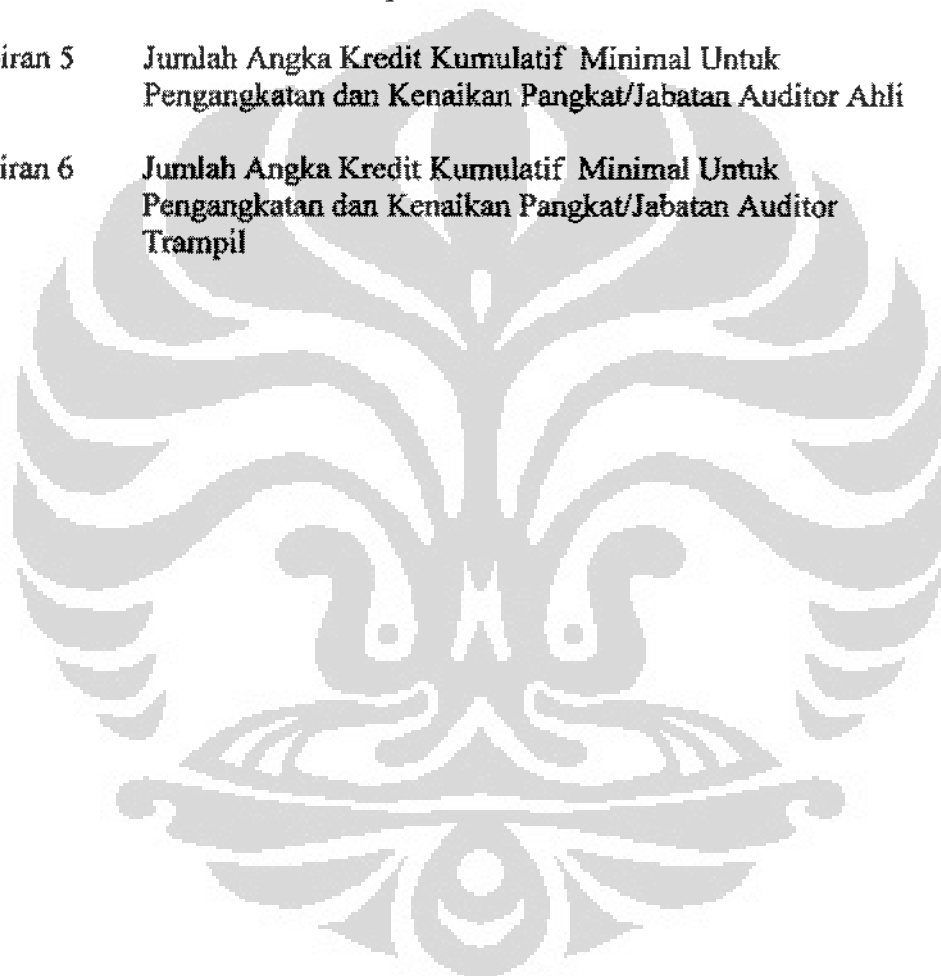 iran 5 Jumlah Angka Kredit Kumulatif Minimal Untuk
Pengangkatan dan Kenaikan Pangkat/Jabatan Auditor Ahli
iran 6 Jumlah Angka Kredit Kumulatif Minimal Untuk
Pengangkatan dan Kenaikan Pangkat/Jabatan Auditor
Trampil